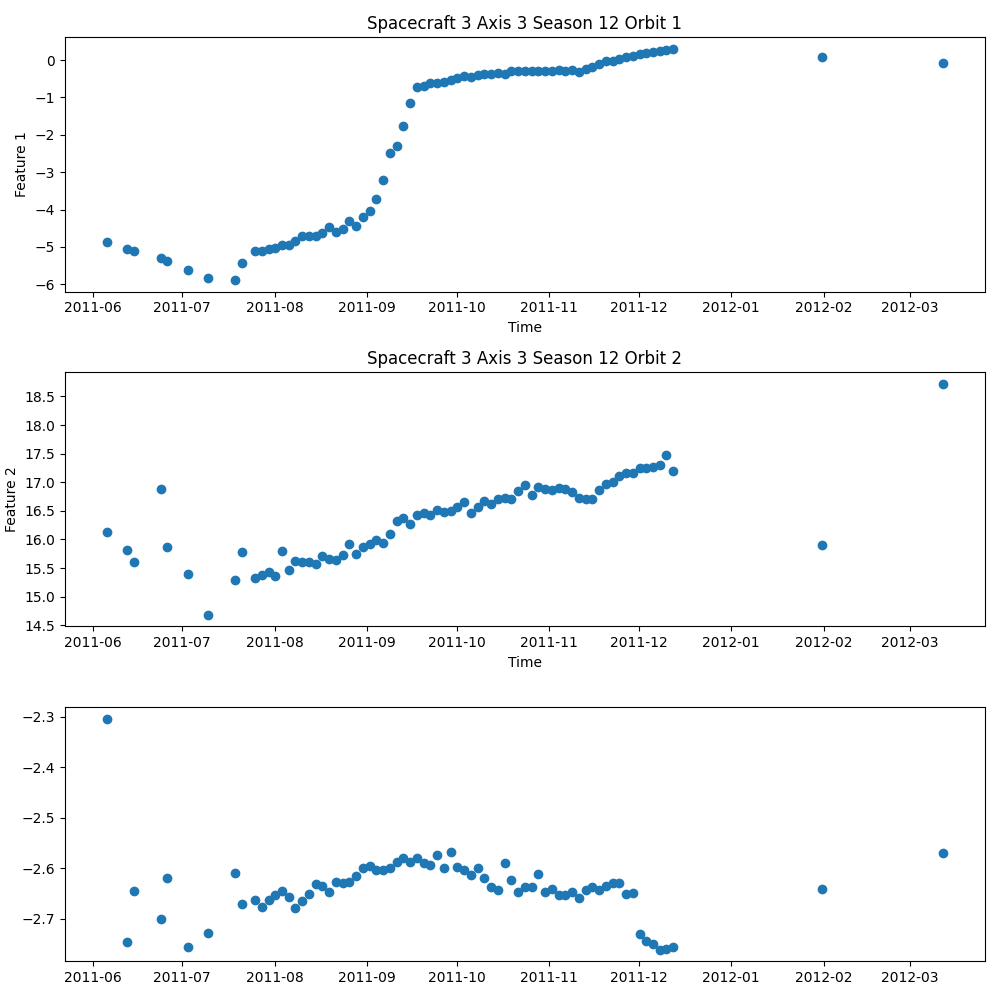 Spacecraft 3 Axis 3 Season 12 Orbit 1
0
−1
−2
−3
−4
−5
−6
Feature 1
2011-06 2011-07 2011-08 2011-09 2011-10 2011-11 2011-12 2012-01 2012-02 2012-03
Time
Spacecraft 3 Axis 3 Season 12 Orbit 2
18.5
18.0
17.5
17.0
16.5
16.0
15.5
15.0
14.5
Feature 2
2011-06 2011-07 2011-08 2011-09 2011-10 2011-11 2011-12 2012-01 2012-02 2012-03
Time
−2.3
−2.4
−2.5
−2.6
−2.7
2011-06 2011-07 2011-08 2011-09 2011-10 2011-11 2011-12 2012-01 2012-02 2012-03